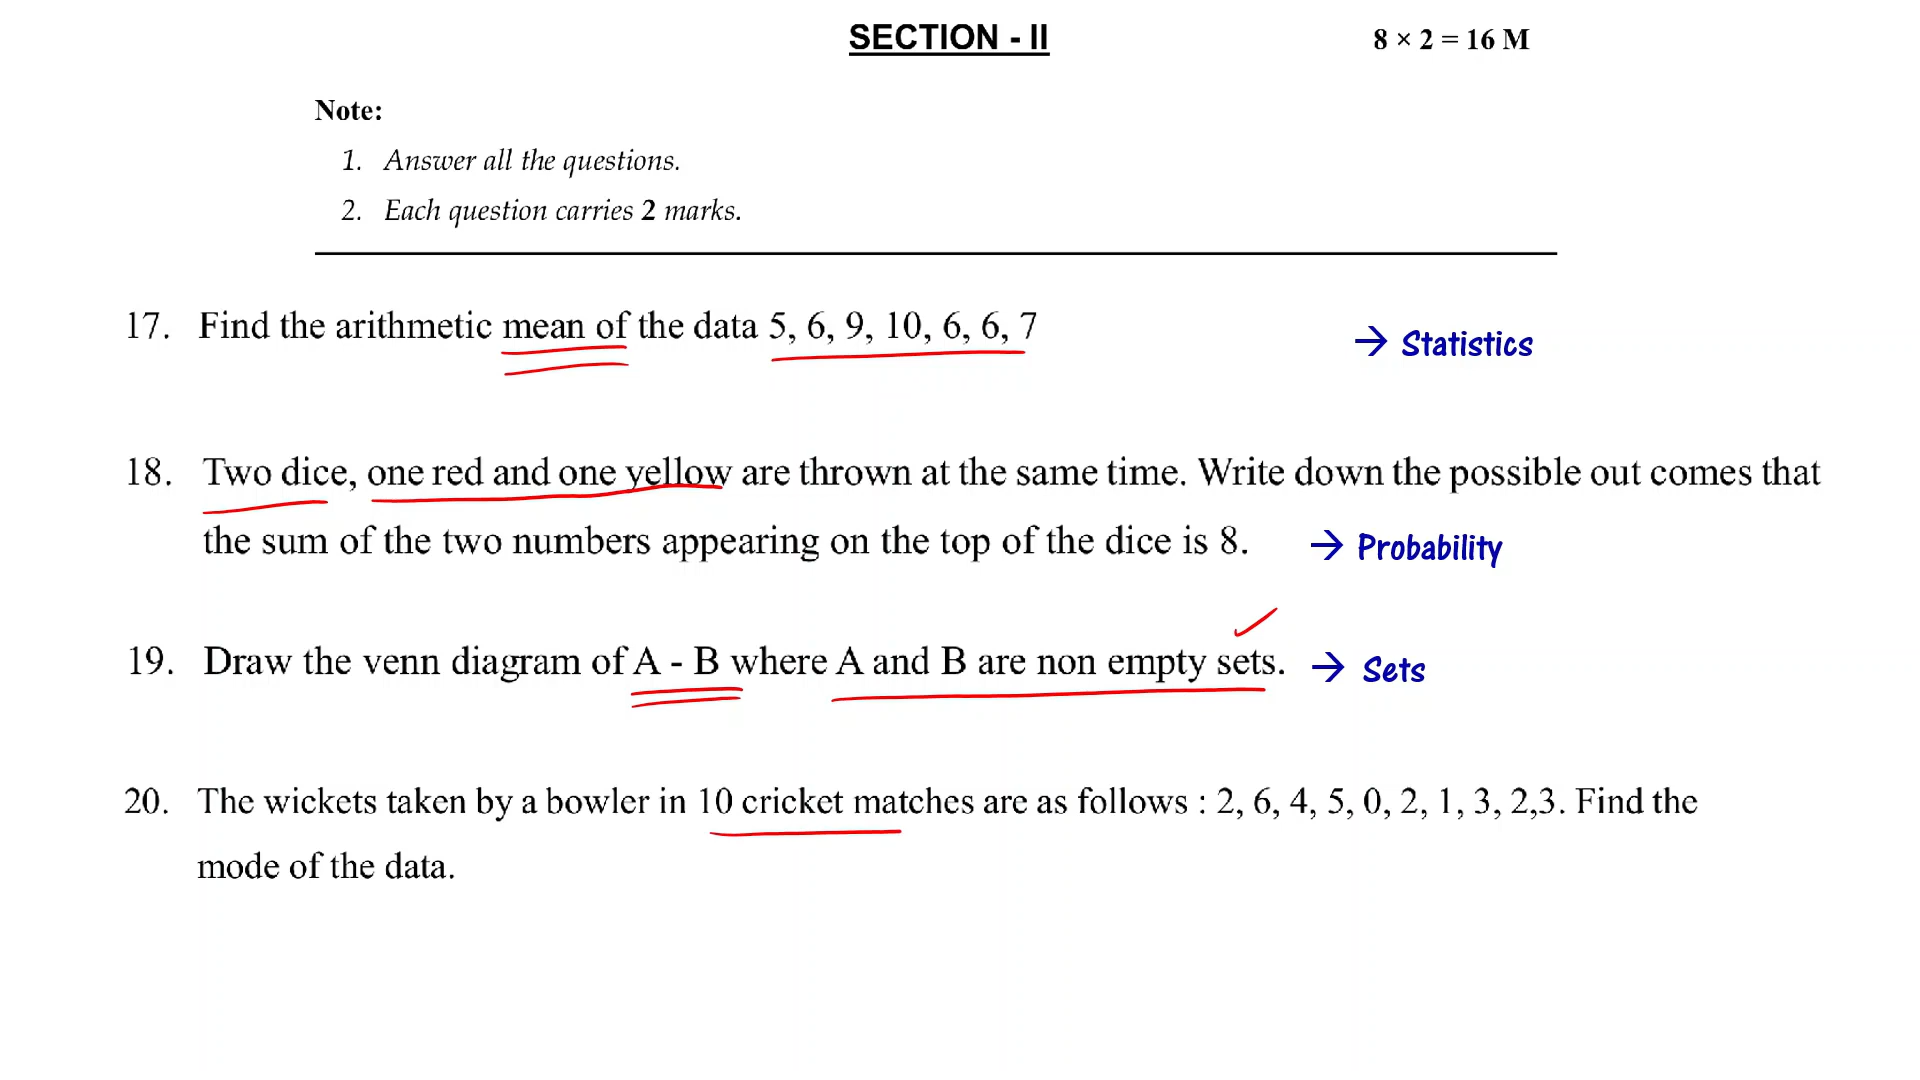 SECTION - II
8 × 2 = 16 M
Note:
1. Answer all the questions.
2. Each question carries 2 marks.
17. Find the arithmetic mean of the data 5, 6, 9, 10, 6, 6, 7
→ Statistics
18. Two dice, one red and one yellow are thrown at the same time. Write down the possible out comes that
the sum of the two numbers appearing on the top of the dice is 8.
→ Probability
19. Draw the venn diagram of A - B where A and B are non empty sets.
→ Sets
20. The wickets taken by a bowler in 10 cricket matches are as follows : 2, 6, 4, 5, 0, 2, 1, 3, 2,3. Find the
mode of the data.